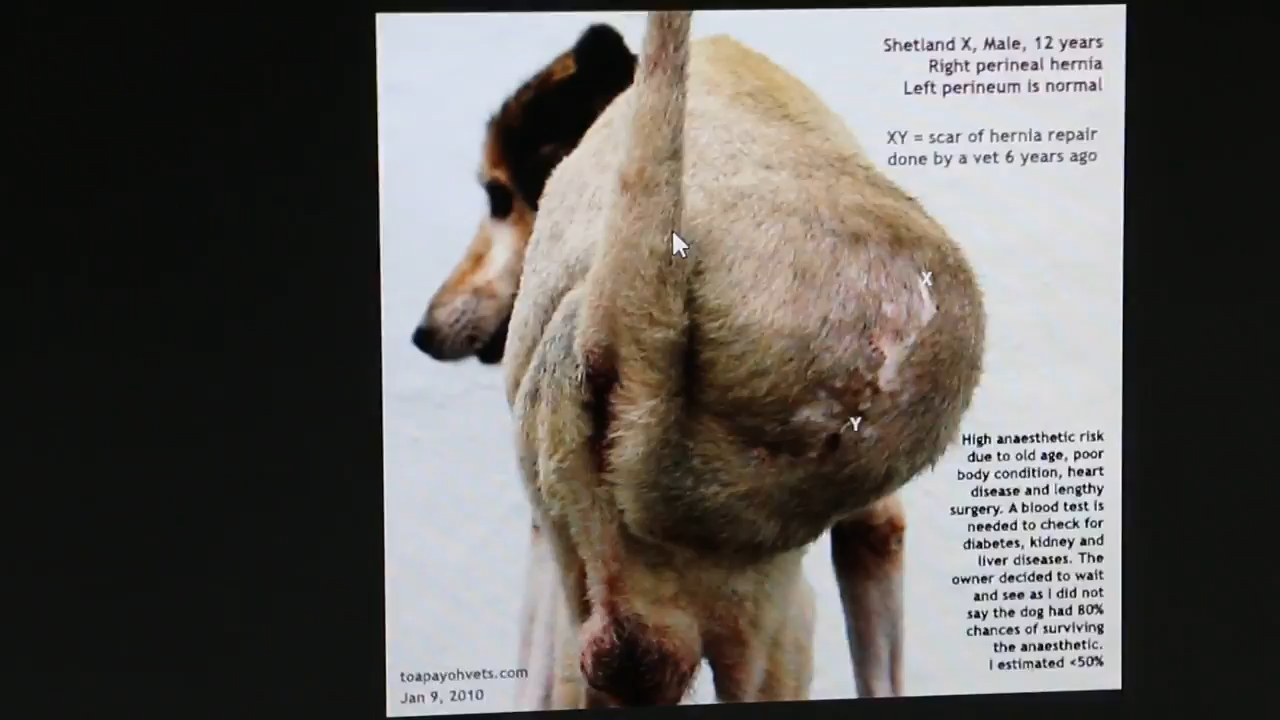 Shetland X, Male, 12 years
Right perineal hernia
Left perineum is normal
XY = scar of hernia repair
done by a vet 6 years ago
X
Y
High anaesthetic risk
due to old age, poor
body condition, heart
disease and lengthy
surgery. A blood test is
needed to check for
diabetes, kidney and
liver diseases. The
owner decided to wait
and see as I did not
say the dog had 80%
chances of surviving
the anaesthetic.
I estimated <50%
toapayohvets.com
Jan 9, 2010